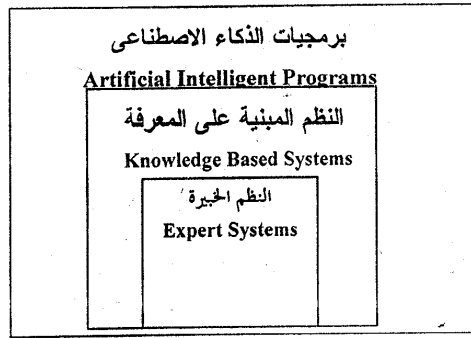 برمجيات الذكاء الاصطناعى
Artificial Intelligent Programs
النظم المبنية على المعرفة
Knowledge Based Systems
النظم الخبيرة
Expert Systems